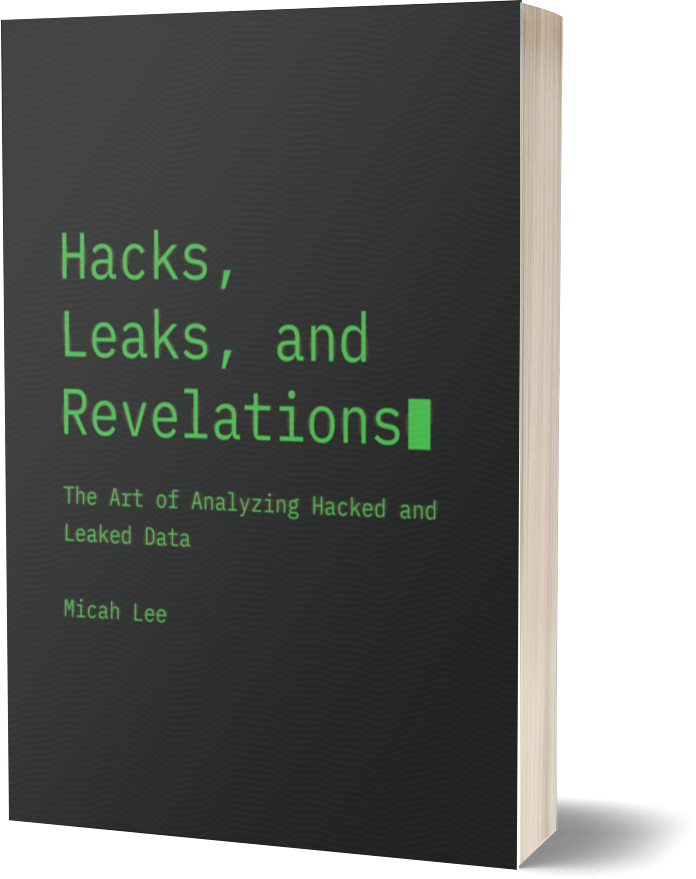 Hacks,
Leaks, and
Revelations
The Art of Analyzing Hacked and
Leaked Data
Micah Lee